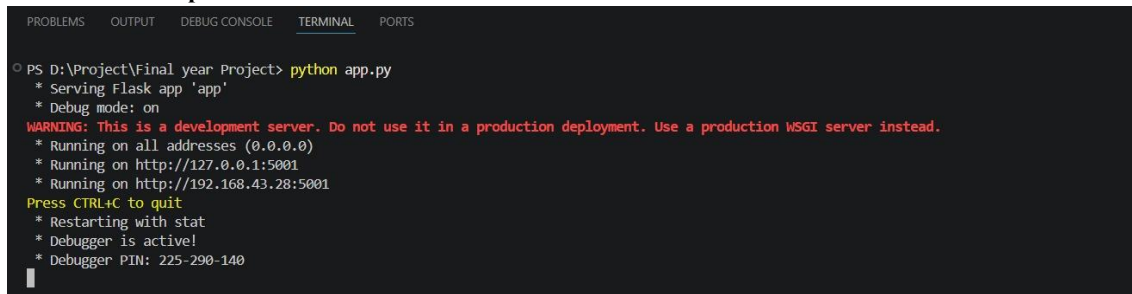 PROBLEMS OUTPUT DEBUG CONSOLE TERMINAL PORTS
PS D:\Project\Final year Project> python app.py
* Serving Flask app 'app'
* Debug mode: on
WARNING: This is a development server. Do not use it in a production deployment. Use a production WSGI server instead.
* Running on all addresses (0.0.0.0)
* Running on http://127.0.0.1:5001
* Running on http://192.168.43.28:5001
Press CTRL+C to quit
* Restarting with stat
* Debugger is active!
* Debugger PIN: 225-290-140